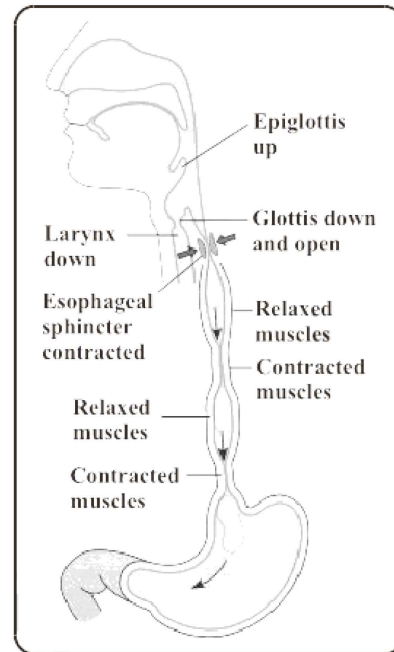 Epiglottis
up
Glottis down
and open
Larynx
down
Esophageal
sphincter
contracted
Relaxed
muscles
Contracted
muscles
Relaxed
muscles
Contracted
muscles